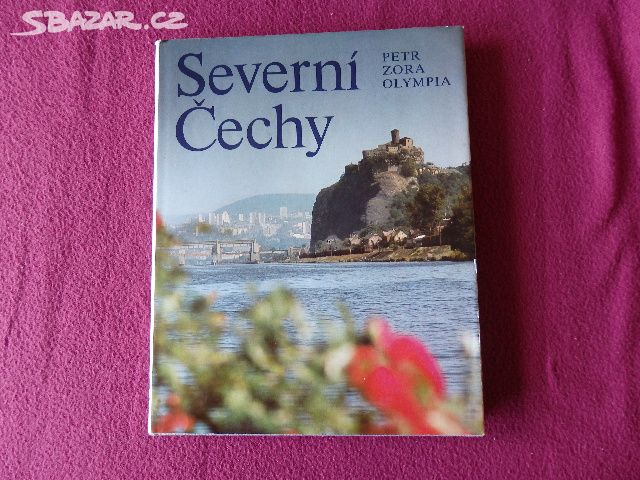 SBAZAR.CZ
Severní
Čechy
PETR
ZORA
OLYMPIA